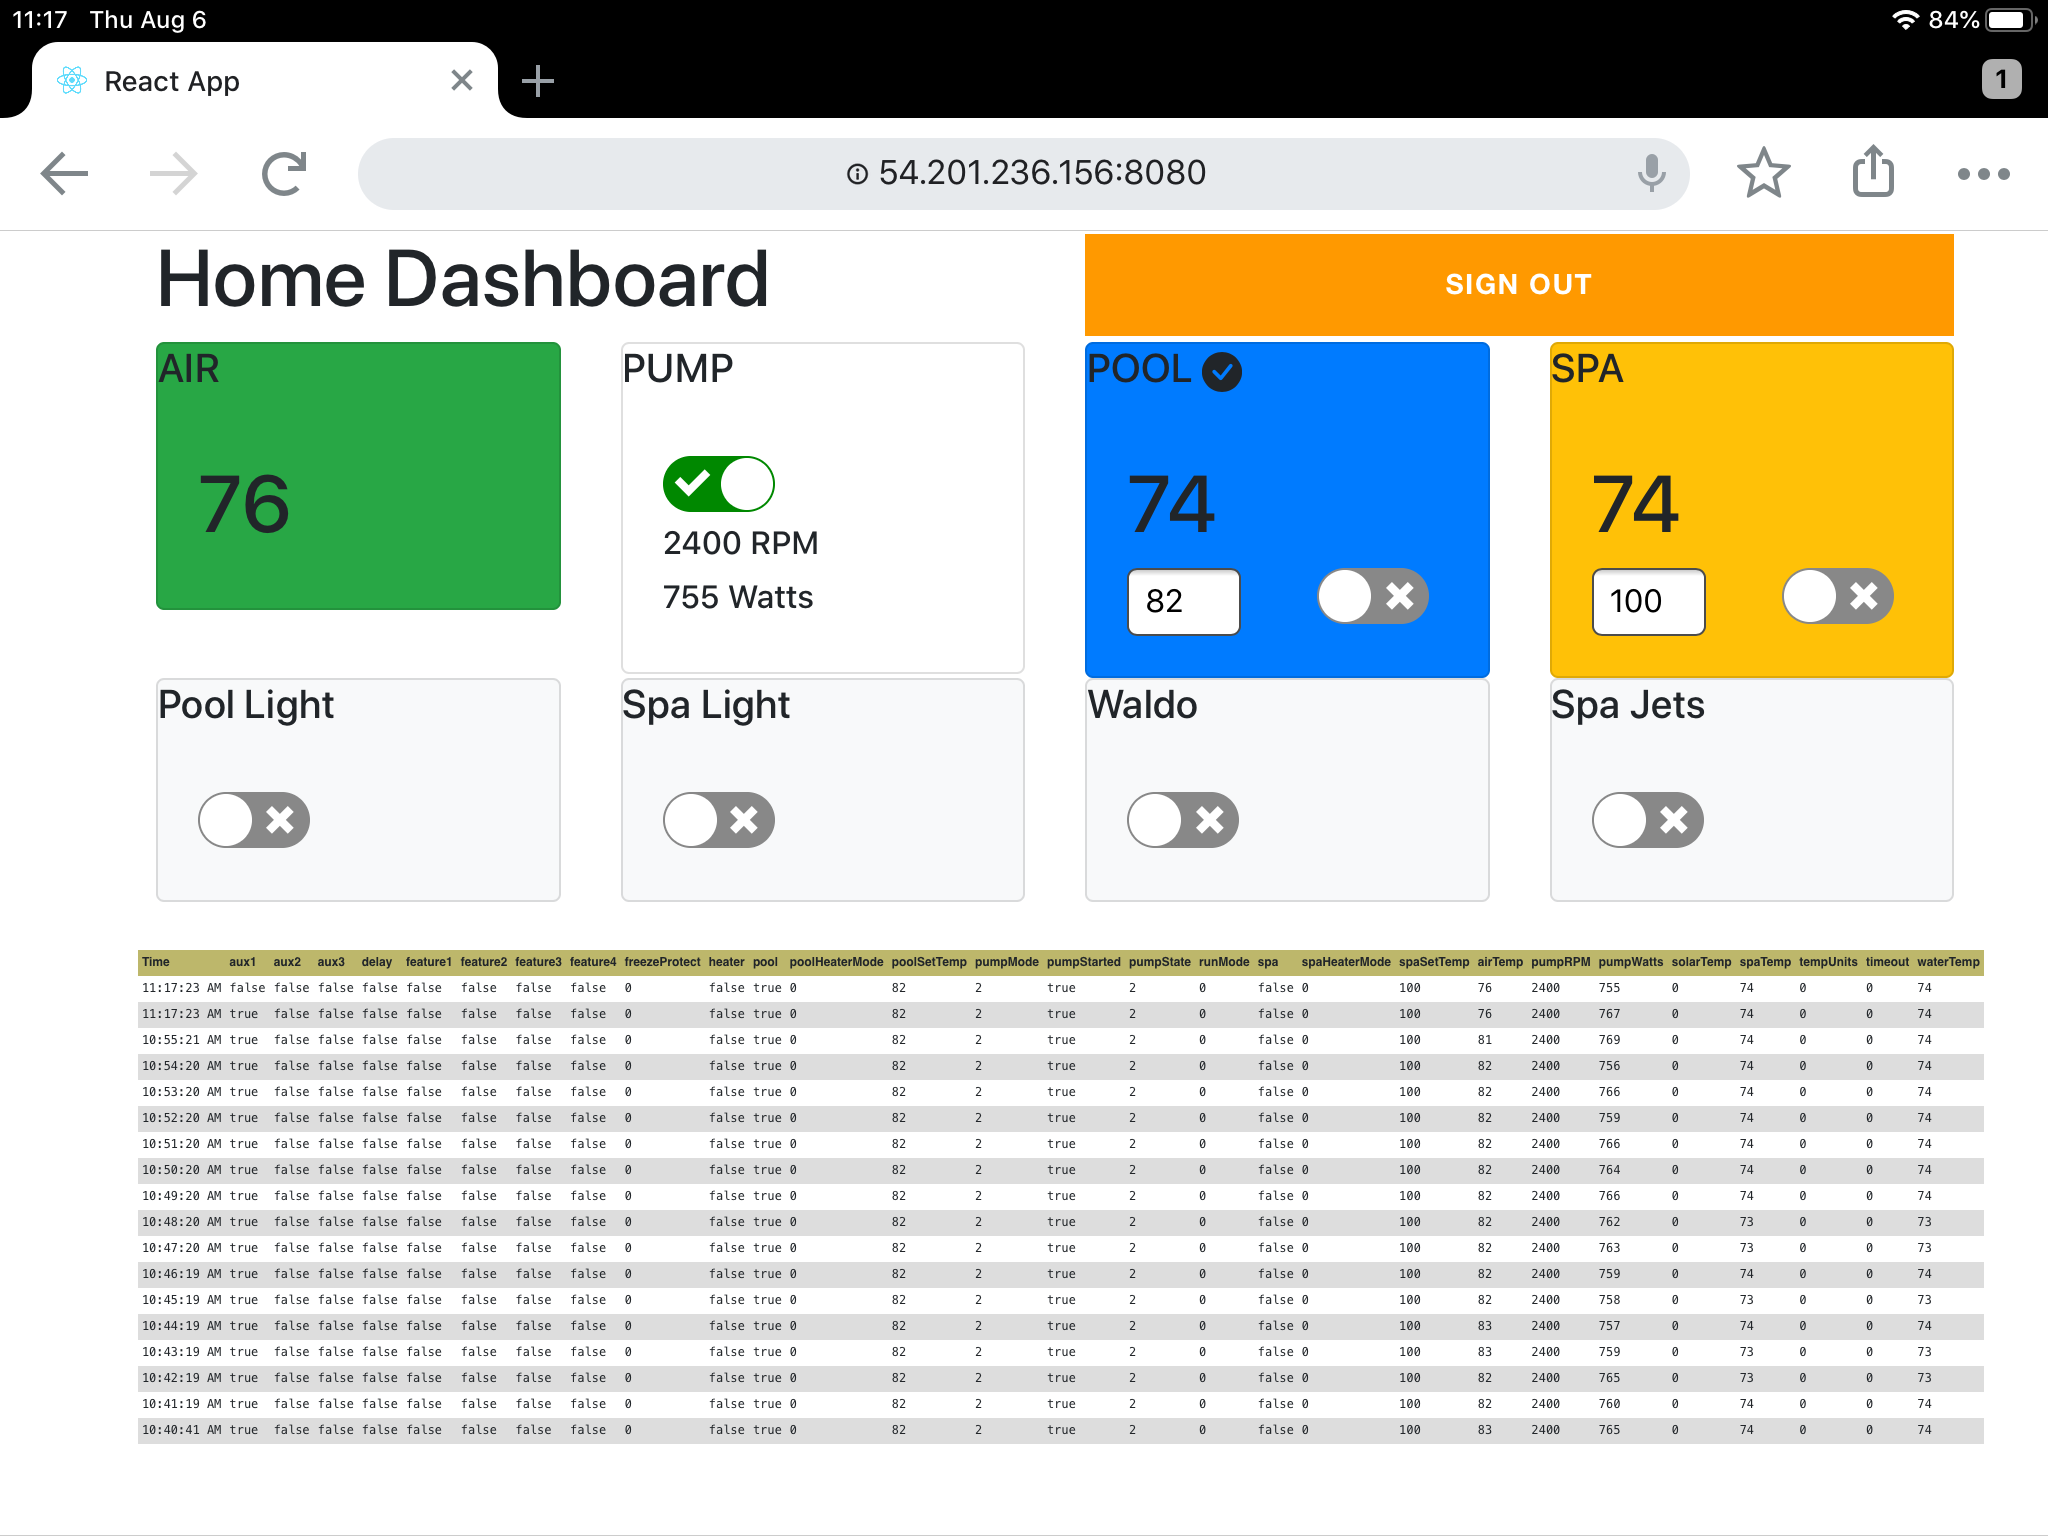 11:17 Thu Aug 6 84%
React App 1
54.201.236.156:8080
Home Dashboard SIGN OUT
AIR PUMP POOL SPA
76 74 74
2400 RPM
755 Watts 82 100
Pool Light Spa Light Waldo Spa Jets
Time aux1 aux2 aux3 delay feature1 feature2 feature3 feature4 freezeProtect heater pool poolHeaterMode poolSetTemp pumpMode pumpStarted pumpState runMode spa spaHeaterMode spaSetTemp airTemp pumpRPM pumpWatts solarTemp spaTemp tempUnits timeout waterTemp
11:17:23 AM false false false false false false false false 0 false true 0 82 2 true 2 0 false 0 100 76 2400 755 0 74 0 0 74
11:17:23 AM true false false false false false false false 0 false true 0 82 2 true 2 0 false 0 100 76 2400 767 0 74 0 0 74
10:55:21 AM true false false false false false false false 0 false true 0 82 2 true 2 0 false 0 100 81 2400 769 0 74 0 0 74
10:54:20 AM true false false false false false false false 0 false true 0 82 2 true 2 0 false 0 100 82 2400 756 0 74 0 0 74
10:53:20 AM true false false false false false false false 0 false true 0 82 2 true 2 0 false 0 100 82 2400 766 0 74 0 0 74
10:52:20 AM true false false false false false false false 0 false true 0 82 2 true 2 0 false 0 100 82 2400 759 0 74 0 0 74
10:51:20 AM true false false false false false false false 0 false true 0 82 2 true 2 0 false 0 100 82 2400 766 0 74 0 0 74
10:50:20 AM true false false false false false false false 0 false true 0 82 2 true 2 0 false 0 100 82 2400 764 0 74 0 0 74
10:49:20 AM true false false false false false false false 0 false true 0 82 2 true 2 0 false 0 100 82 2400 766 0 74 0 0 74
10:48:20 AM true false false false false false false false 0 false true 0 82 2 true 2 0 false 0 100 82 2400 762 0 73 0 0 73
10:47:20 AM true false false false false false false false 0 false true 0 82 2 true 2 0 false 0 100 82 2400 763 0 73 0 0 73
10:46:19 AM true false false false false false false false 0 false true 0 82 2 true 2 0 false 0 100 82 2400 759 0 74 0 0 74
10:45:19 AM true false false false false false false false 0 false true 0 82 2 true 2 0 false 0 100 82 2400 758 0 73 0 0 73
10:44:19 AM true false false false false false false false 0 false true 0 82 2 true 2 0 false 0 100 83 2400 757 0 74 0 0 74
10:43:19 AM true false false false false false false false 0 false true 0 82 2 true 2 0 false 0 100 83 2400 759 0 73 0 0 73
10:42:19 AM true false false false false false false false 0 false true 0 82 2 true 2 0 false 0 100 82 2400 765 0 73 0 0 73
10:41:19 AM true false false false false false false false 0 false true 0 82 2 true 2 0 false 0 100 82 2400 760 0 74 0 0 74
10:40:41 AM true false false false false false false false 0 false true 0 82 2 true 2 0 false 0 100 83 2400 765 0 74 0 0 74